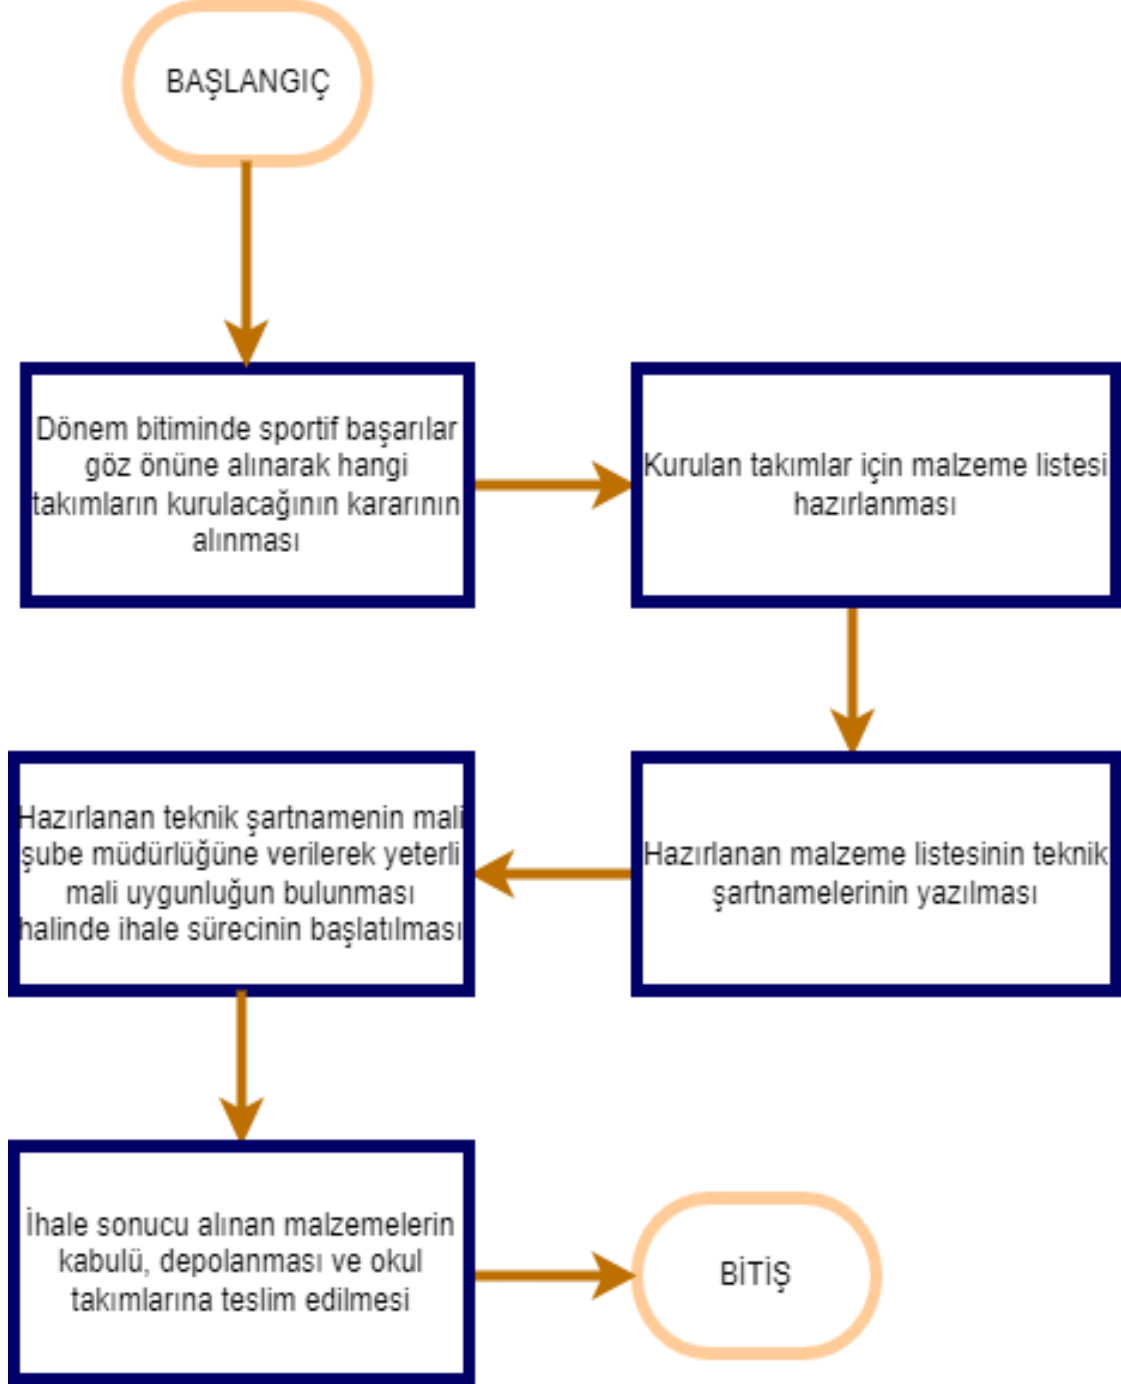 BAŞLANGIÇ
Dönem bitiminde sportif başarılar
göz önüne alınarak hangi
takımların kurulacağının kararının
alınması
Kurulan takımlar için malzeme listesi
hazırlanması
Hazırlanan malzeme listesinin teknik
şartnamelerinin yazılması
Hazırlanan teknik şartnamenin mali
şube müdürlüğüne verilerek yeterli
mali uygunluğun bulunması
halinde ihale sürecinin başlatılması
İhale sonucu alınan malzemelerin
kabulü, depolanması ve okul
takımlarına teslim edilmesi
BİTİŞ